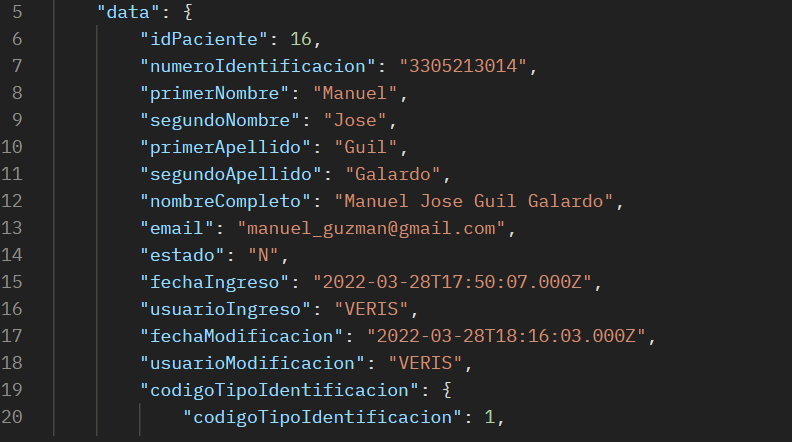 5 "data": {
6 "idPaciente": 16,
7 "numeroIdentificacion": "3305213014",
8 "primerNombre": "Manuel",
9 "segundoNombre": "Jose",
10 "primerApellido": "Guil",
11 "segundoApellido": "Galardo",
12 "nombreCompleto": "Manuel Jose Guil Galardo",
13 "email": "manuel_guzman@gmail.com",
14 "estado": "N",
15 "fechaIngreso": "2022-03-28T17:50:07.000Z",
16 "usuarioIngreso": "VERIS",
17 "fechaModificacion": "2022-03-28T18:16:03.000Z",
18 "usuarioModificacion": "VERIS",
19 "codigoTipoIdentificacion": {
20 "codigoTipoIdentificacion": 1,